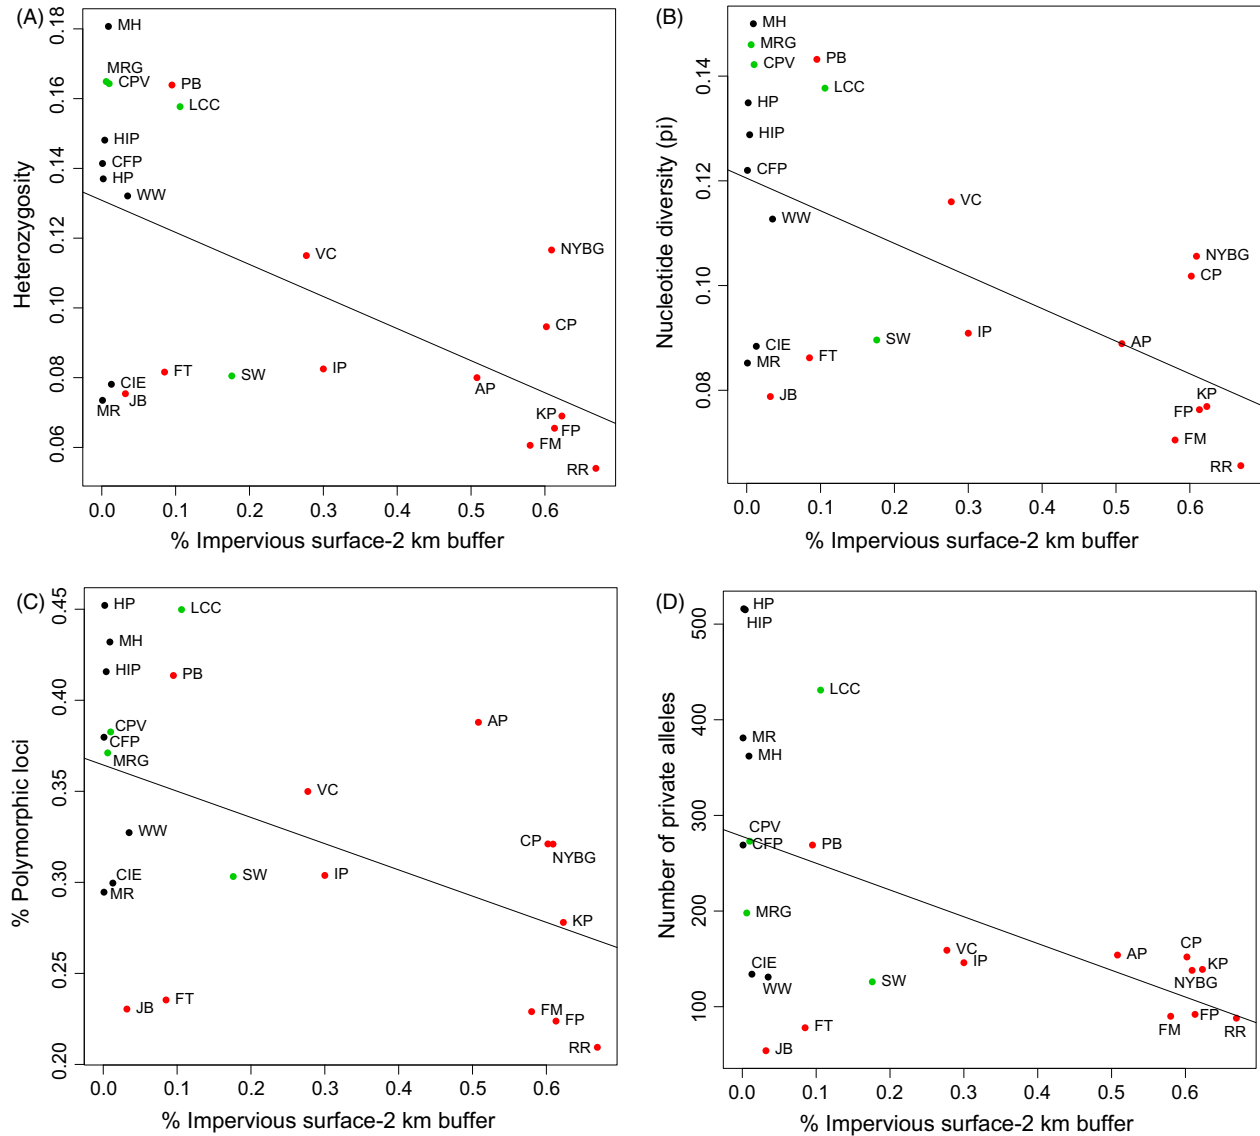 (A)
Heterozygosity
0.18
0.16
0.14
0.12
0.10
0.08
0.06
MH
MRG
CPV
PB
LCC
HIP
CFP
HP
WW
VC
NYBG
CP
CIE
FT
SW
IP
AP
MR
JB
KP
FP
FM
RR
0.0 0.1 0.2 0.3 0.4 0.5 0.6
% Impervious surface-2 km buffer
(B)
Nucleotide diversity (pi)
0.14
0.12
0.10
0.08
MH
MRG
PB
CPV
LCC
HP
HIP
CFP
VC
WW
NYBG
CP
IP
SW
AP
CIE
FT
MR
JB
KP
FP
FM
RR
0.0 0.1 0.2 0.3 0.4 0.5 0.6
% Impervious surface-2 km buffer
(C)
% Polymorphic loci
0.45
0.40
0.35
0.30
0.25
0.20
HP
LCC
MH
HIP
PB
CPV
CFP
MRG
AP
VC
WW
CP
NYBG
CIE
SW
IP
MR
KP
FT
JB
FM
FP
RR
0.0 0.1 0.2 0.3 0.4 0.5 0.6
% Impervious surface-2 km buffer
(D)
Number of private alleles
500
400
300
200
100
HP
HIP
LCC
MR
MH
CPV
CFP
PB
MRG
VC
IP
AP
CP
KP
NYBG
CIE
WW
SW
FT
JB
FM
FP
RR
0.0 0.1 0.2 0.3 0.4 0.5 0.6
% Impervious surface-2 km buffer